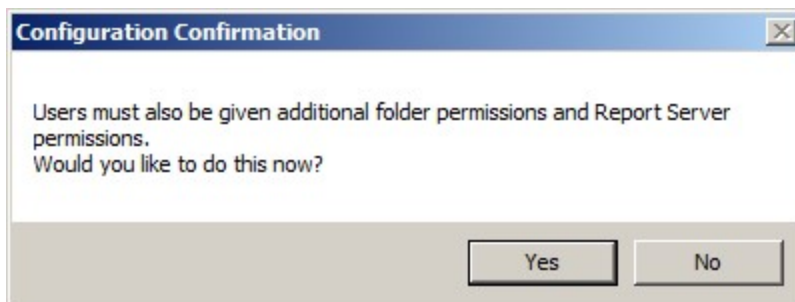 Configuration Confirmation
Users must also be given additional folder permissions and Report Server
permissions.
Would you like to do this now?
Yes
No